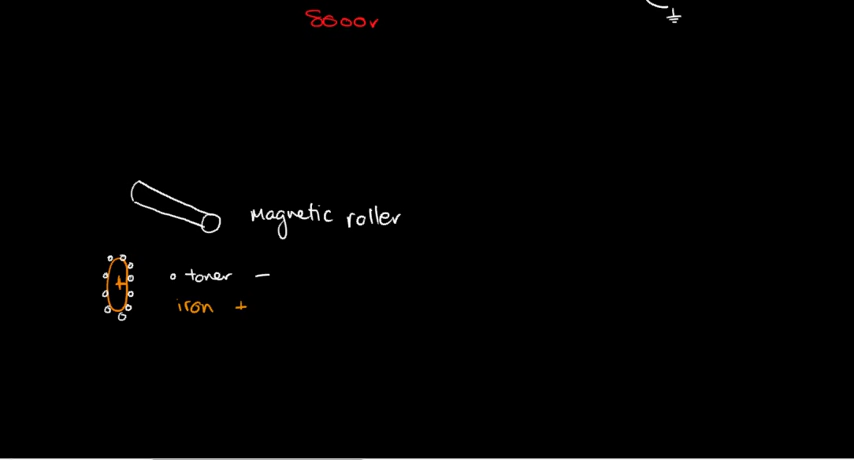 8000v
Magnetic roller
toner -
iron +
+